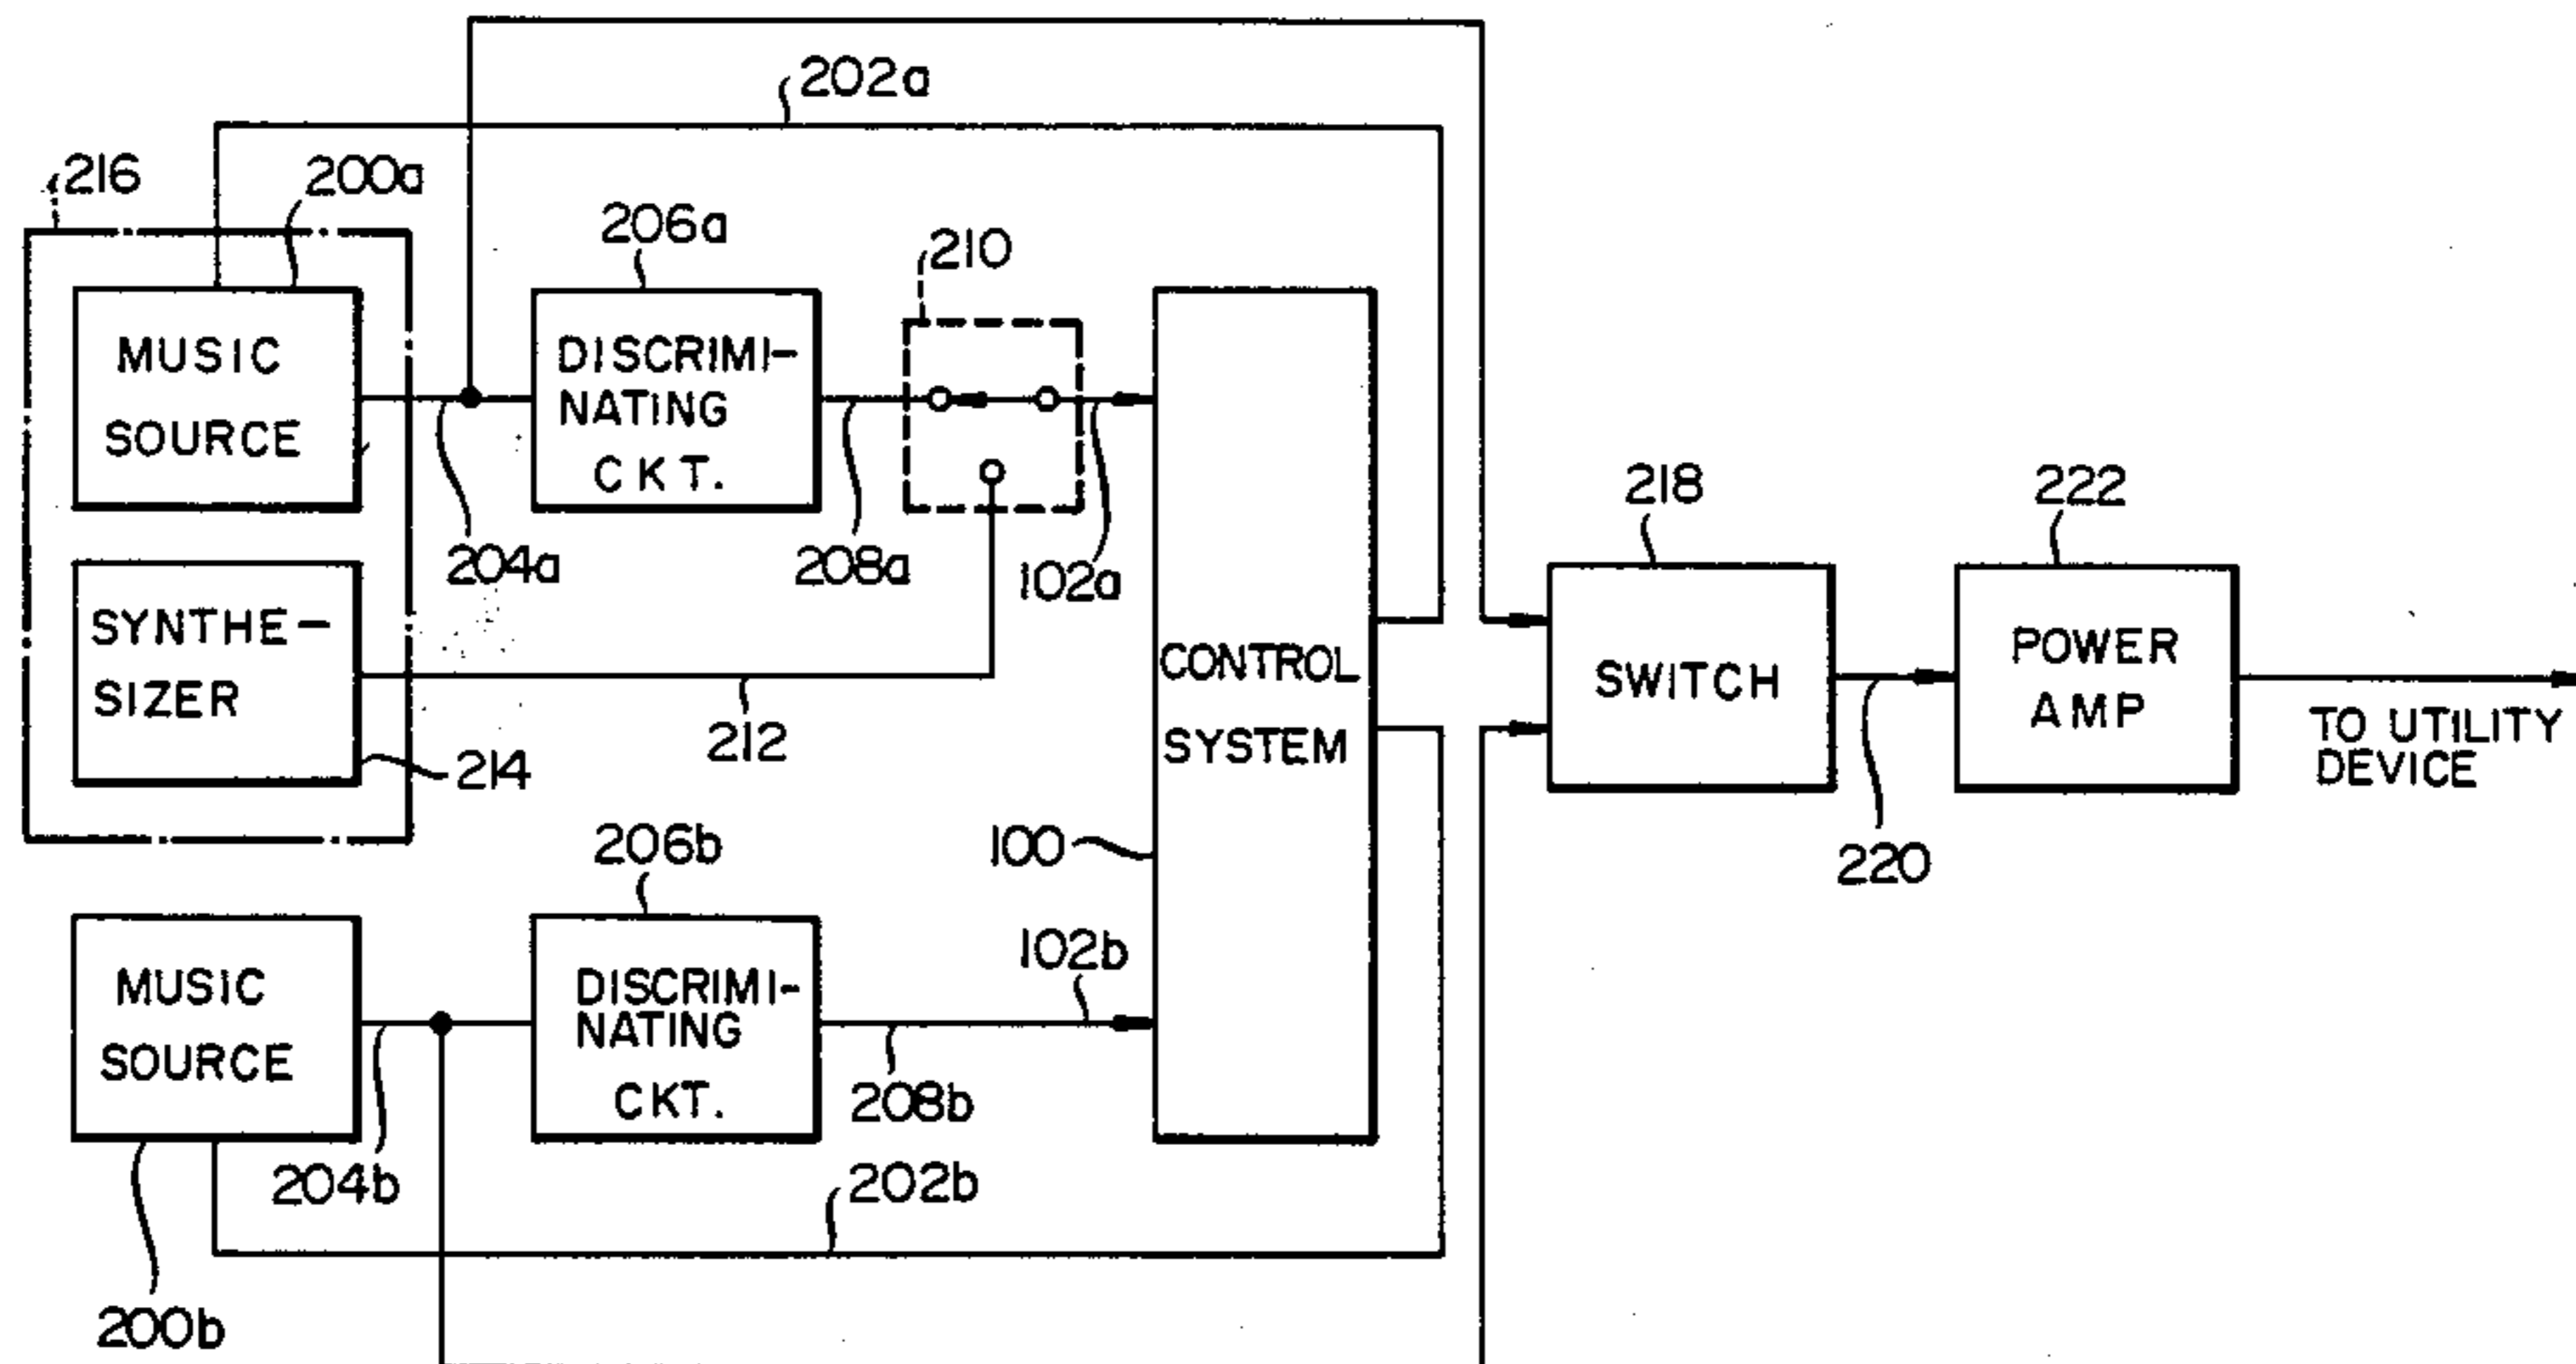 202a
216
200a
206a
210
MUSIC
SOURCE
DISCRIMI-
NATING
CKT.
204a
208a
102a
218
222
SYNTHE-
SIZER
212
214
CONTROL
SYSTEM
SWITCH
POWER
AMP
TO UTILITY
DEVICE
220
100
206b
102b
MUSIC
SOURCE
DISCRIMI-
NATING
CKT.
208b
204b
202b
200b